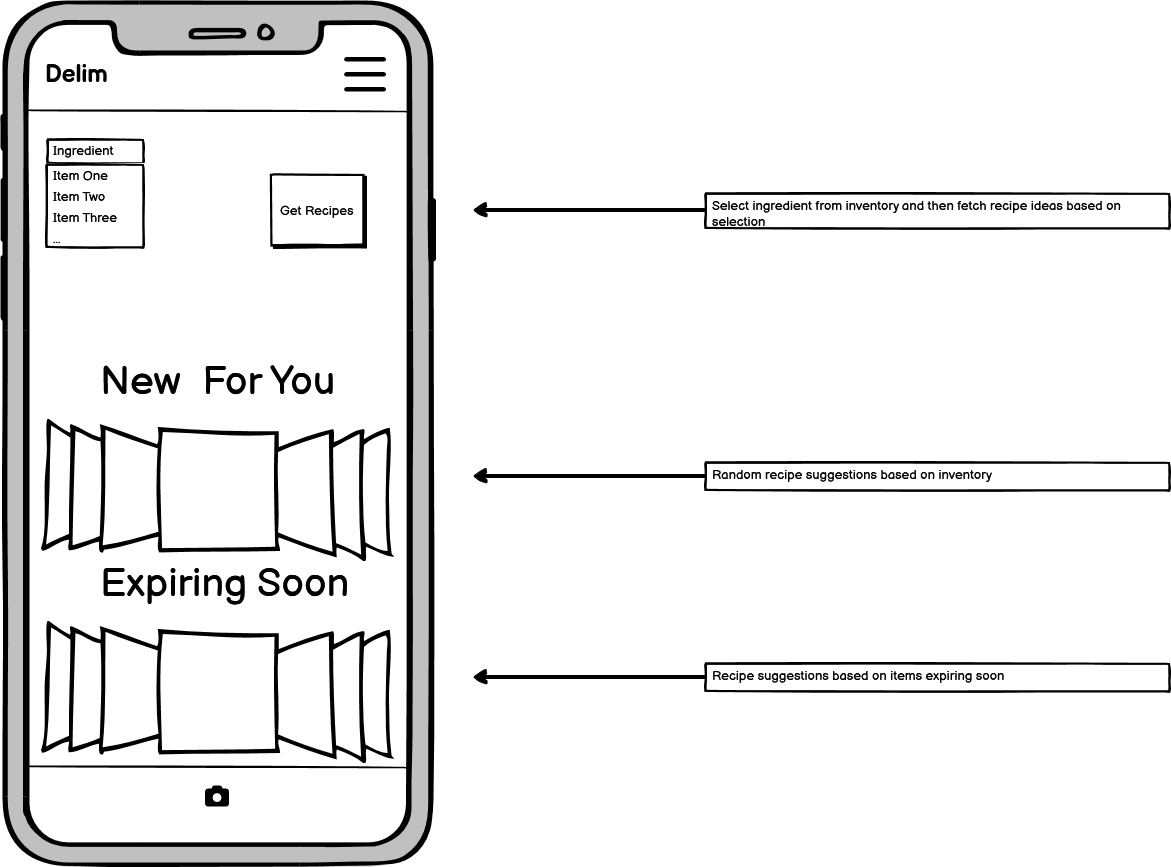 Delim
Ingredient
Item One
Item Two
Item Three
...
Get Recipes
Select ingredient from inventory and then fetch recipe ideas based on
selection
New For You
Random recipe suggestions based on inventory
Expiring Soon
Recipe suggestions based on items expiring soon